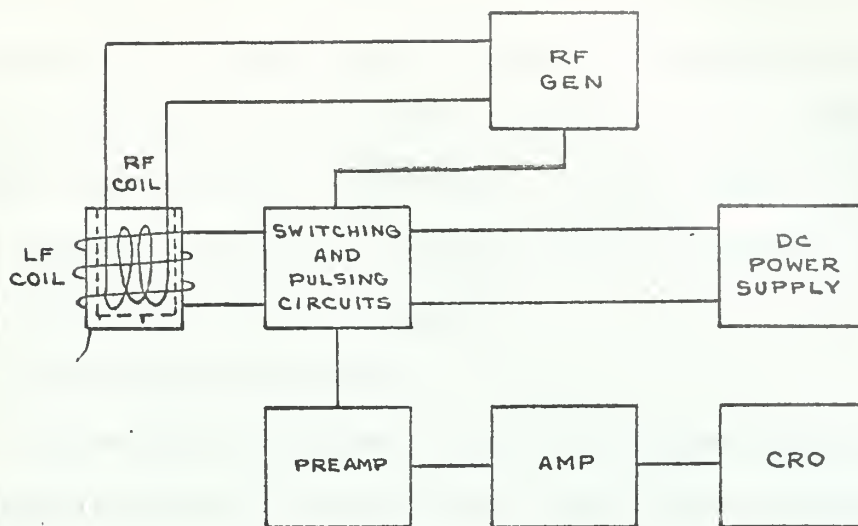 RF
GEN
RF
COIL
LF
COIL
SWITCHING
AND
PULSING
CIRCUITS
DC
POWER
SUPPLY
PREAMP
AMP
CRO